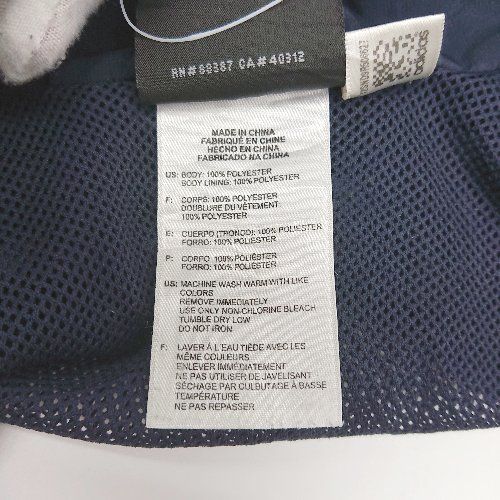 RN#88387 CA#40312
adidas
MADE IN CHINA
FABRIQUÉ EN CHINE
HECHO EN CHINA
FABRICADO NA CHINA
US: BODY: 100% POLYESTER
BODY LINING: 100% POLYESTER
F: CORPS: 100% POLYESTER
DOUBLURE DU VÊTEMENT:
100% POLYESTER
E: CUERPO (TRONCO): 100% POLIÉSTER
FORRO: 100% POLIÉSTER
P: CORPO: 100% POLIÉSTER
FORRO: 100% POLIÉSTER
US: MACHINE WASH WARM WITH LIKE
COLORS
REMOVE IMMEDIATELY
USE ONLY NON-CHLORINE BLEACH
TUMBLE DRY LOW
DO NOT IRON
F: LAVER À L'EAU TIÈDE AVEC LES
MÊME COULEURS
ENLEVER IMMÉDIATEMENT
NE PAS UTILISER DE JAVELISANT
SÉCHAGE PAR CULBUTAGE À BASSE
TEMPÉRATURE
NE PAS REPASSER